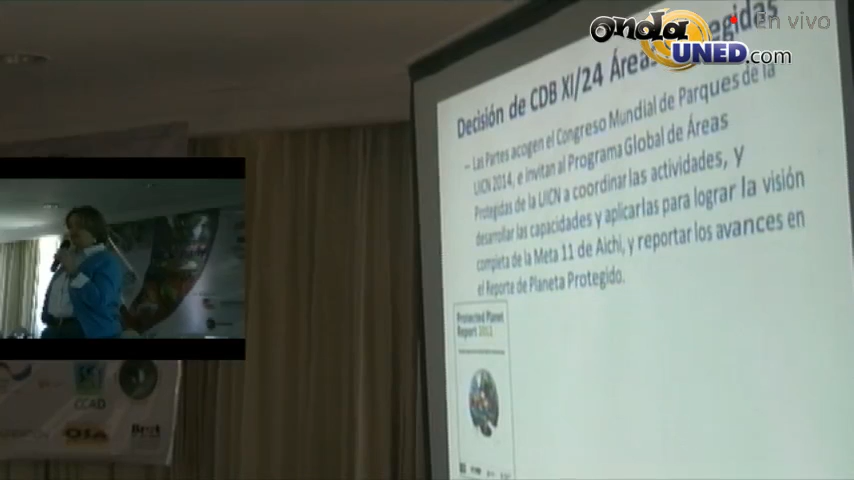 onda
UNED.com
En vivo
Decisión de CDB XI/24 Áreas Protegidas
– Las Partes acogen el Congreso Mundial de Parques de la
UICN 2014, e invitan al Programa Global de Áreas
Protegidas de la UICN a coordinar las actividades, y
desarrollar las capacidades y aplicarlas para lograr la visión
completa de la Meta 11 de Aichi, y reportar los avances en
el Reporte de Planeta Protegido.
Protected Planet
Report 2012
CCAD